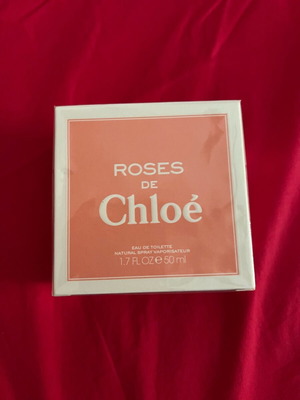 ROSES
DE
Chloé
EAU DE TOILETTE
NATURAL SPRAY VAPORISATEUR
1.7 FL OZ ℮ 50 ml